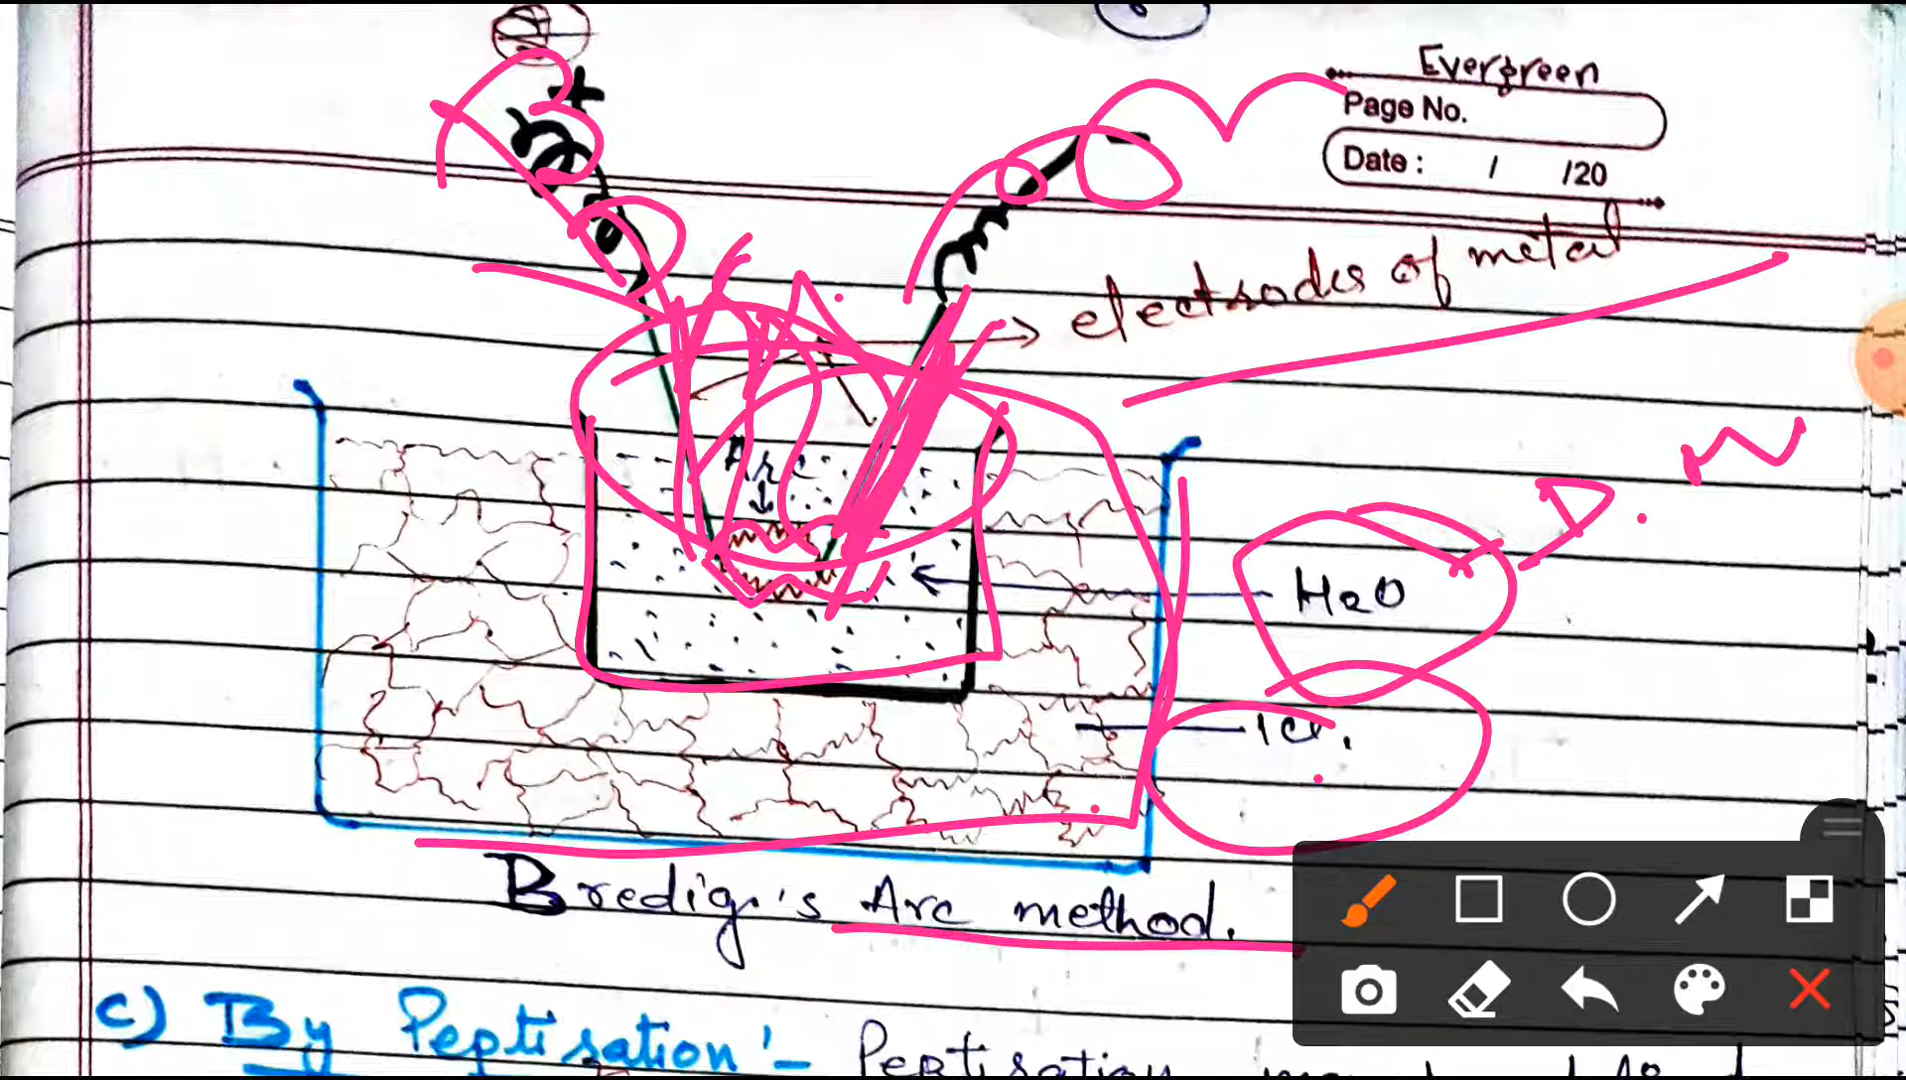 Evergreen
Page No.
Date : / /20
+
electrodes of metal
Arc
H2O
D. W
Ice.
Bredig's Arc method.
C) By Peptisation :- Peptisation